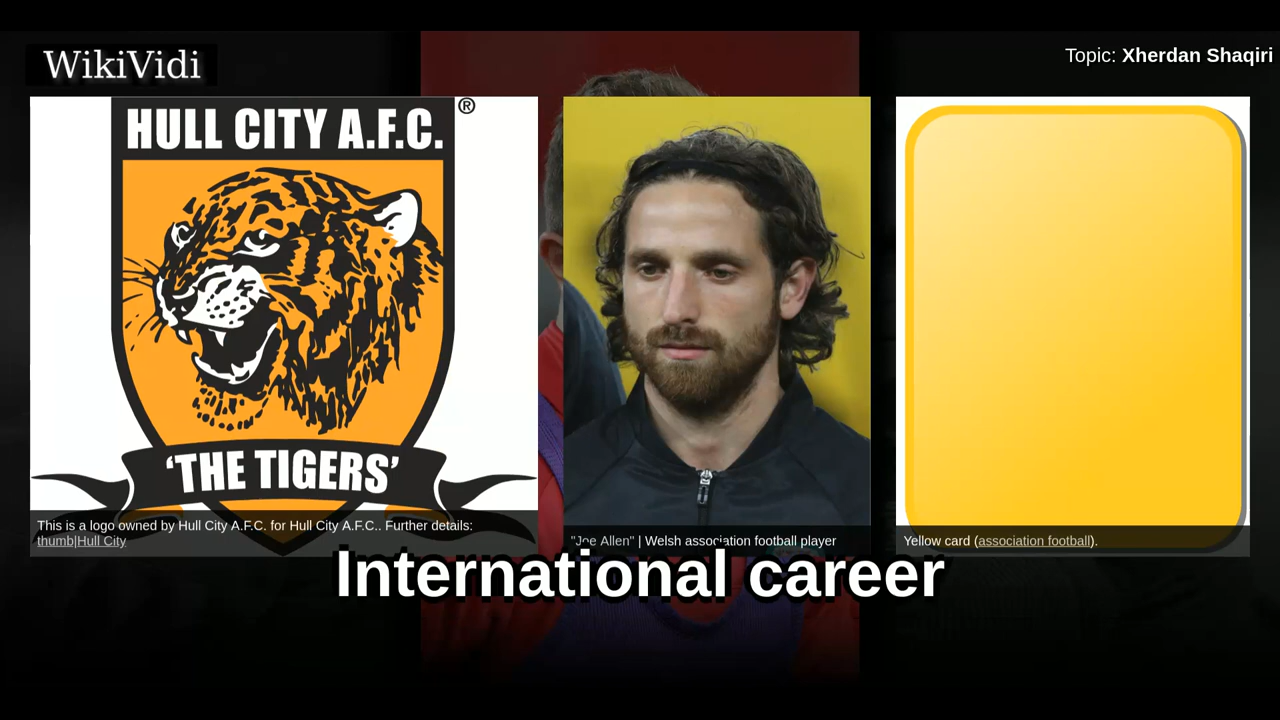 WikiVidi
Topic: Xherdan Shaqiri
HULL CITY A.F.C.
®
'THE TIGERS'
This is a logo owned by Hull City A.F.C. for Hull City A.F.C.. Further details:
thumb|Hull City
"Joe Allen" | Welsh association football player
Yellow card (association football).
International career